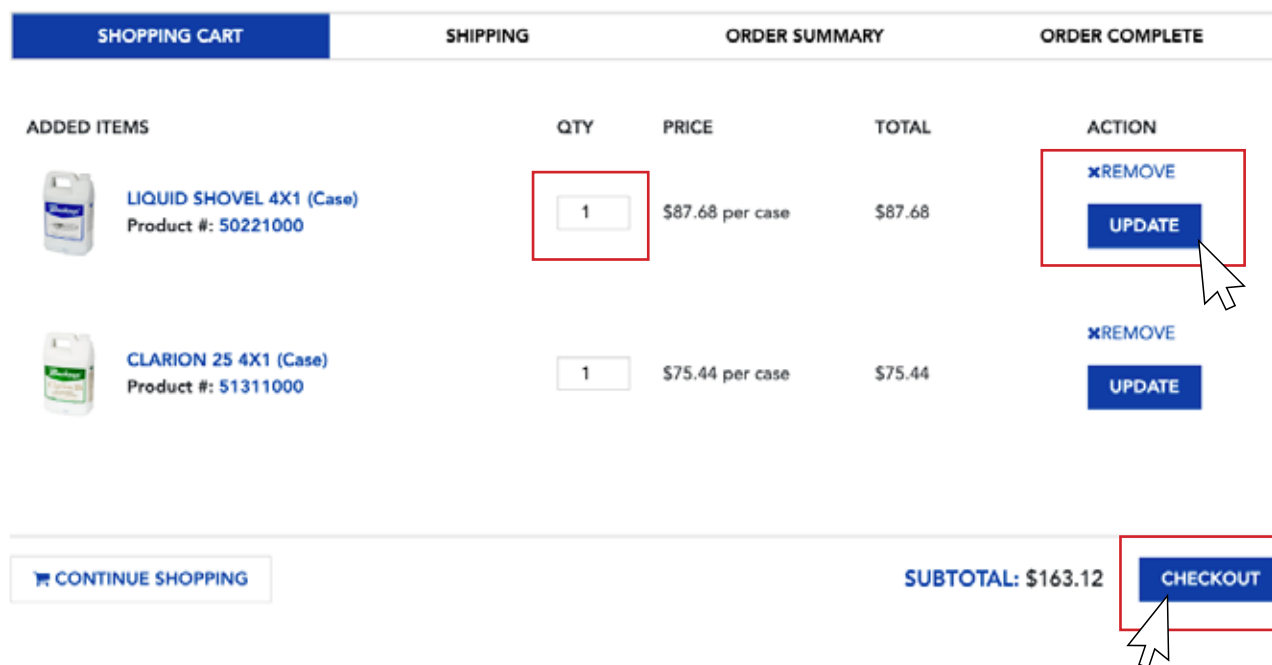 SHOPPING CART SHIPPING ORDER SUMMARY ORDER COMPLETE
ADDED ITEMS QTY PRICE TOTAL ACTION
✖REMOVE
LIQUID SHOVEL 4X1 (Case)
1 $87.68 per case $87.68
Product #: 50221000
UPDATE
✖REMOVE
CLARION 25 4X1 (Case)
1 $75.44 per case $75.44
Product #: 51311000
UPDATE
CONTINUE SHOPPING SUBTOTAL: $163.12 CHECKOUT